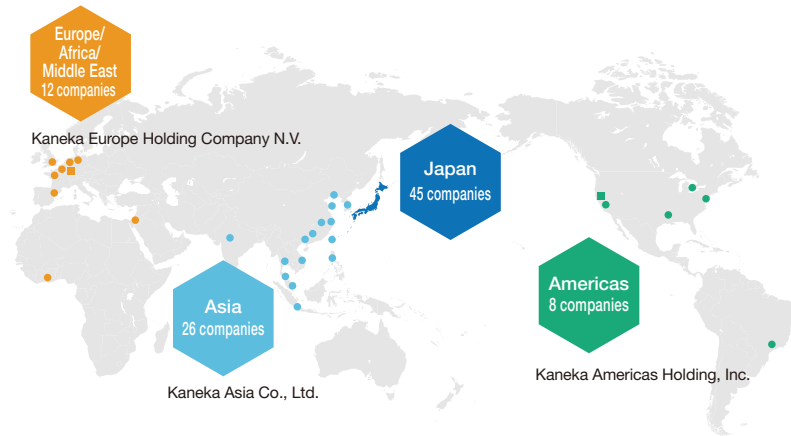 Europe/
Africa/
Middle East
12 companies
Kaneka Europe Holding Company N.V.
Japan
45 companies
Asia
26 companies
Kaneka Asia Co., Ltd.
Americas
8 companies
Kaneka Americas Holding, Inc.